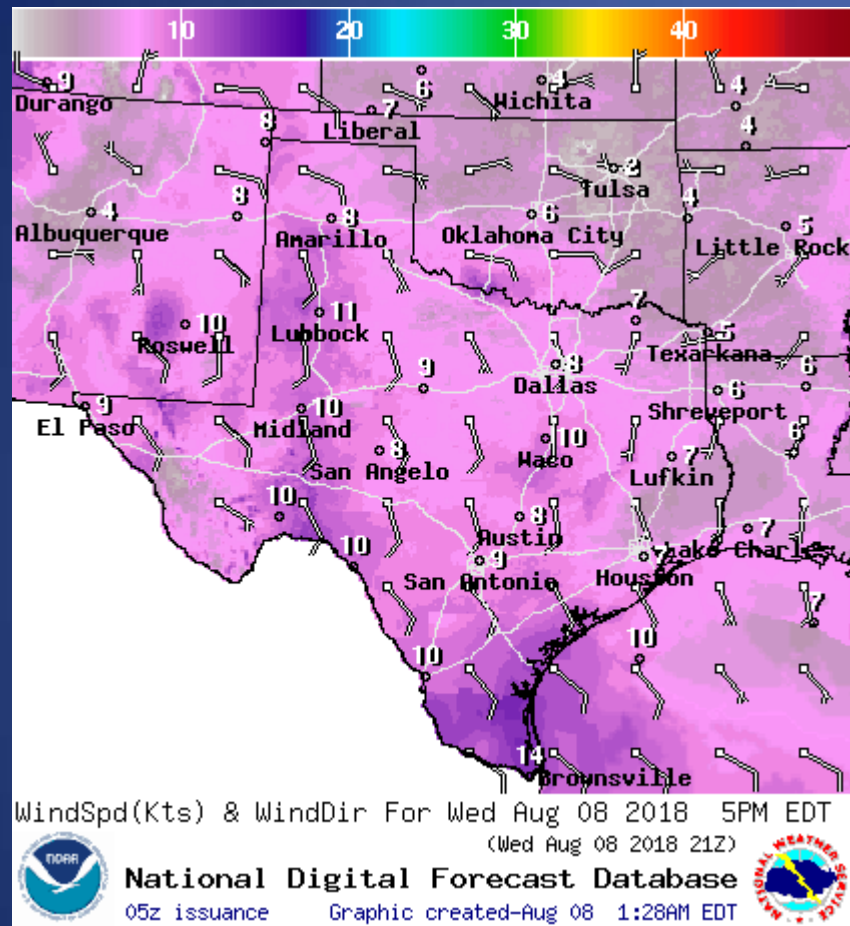 10 20 30 40
9 6 4 4
Durango Wichita
7
Liberal
8 4
2
Tulsa
4 8 8 6 4 5
Albuquerque Amarillo Oklahoma City Little Rock
10 11 7 5
Roswell Lubbock Texarkana
9 8 6
Dallas
9 10 6
El Paso Midland Shreveport
8 10 7 6
San Angelo Waco Lufkin
10 8 7
Austin Lake Charles
10 9 7
San Antonio Houston
7
10 10
14
Brownsville
WindSpd(Kts) & WindDir For Wed Aug 08 2018 5PM EDT
(Wed Aug 08 2018 21Z)
NOAA
National Digital Forecast Database
05z issuance Graphic created-Aug 08 1:28AM EDT
NATIONAL WEATHER SERVICE